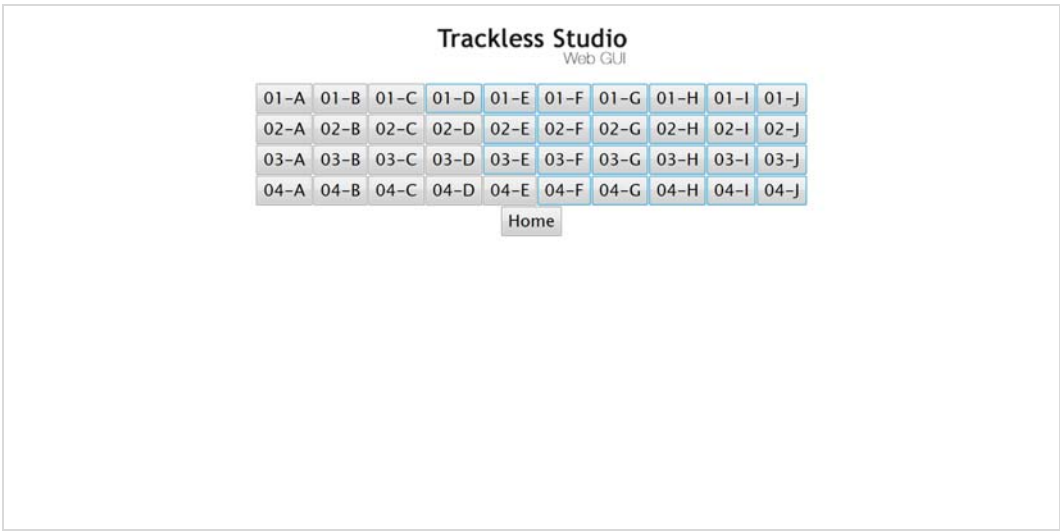 Trackless Studio
Web GUI
01-A 01-B 01-C 01-D 01-E 01-F 01-G 01-H 01-I 01-J
02-A 02-B 02-C 02-D 02-E 02-F 02-G 02-H 02-I 02-J
03-A 03-B 03-C 03-D 03-E 03-F 03-G 03-H 03-I 03-J
04-A 04-B 04-C 04-D 04-E 04-F 04-G 04-H 04-I 04-J
Home